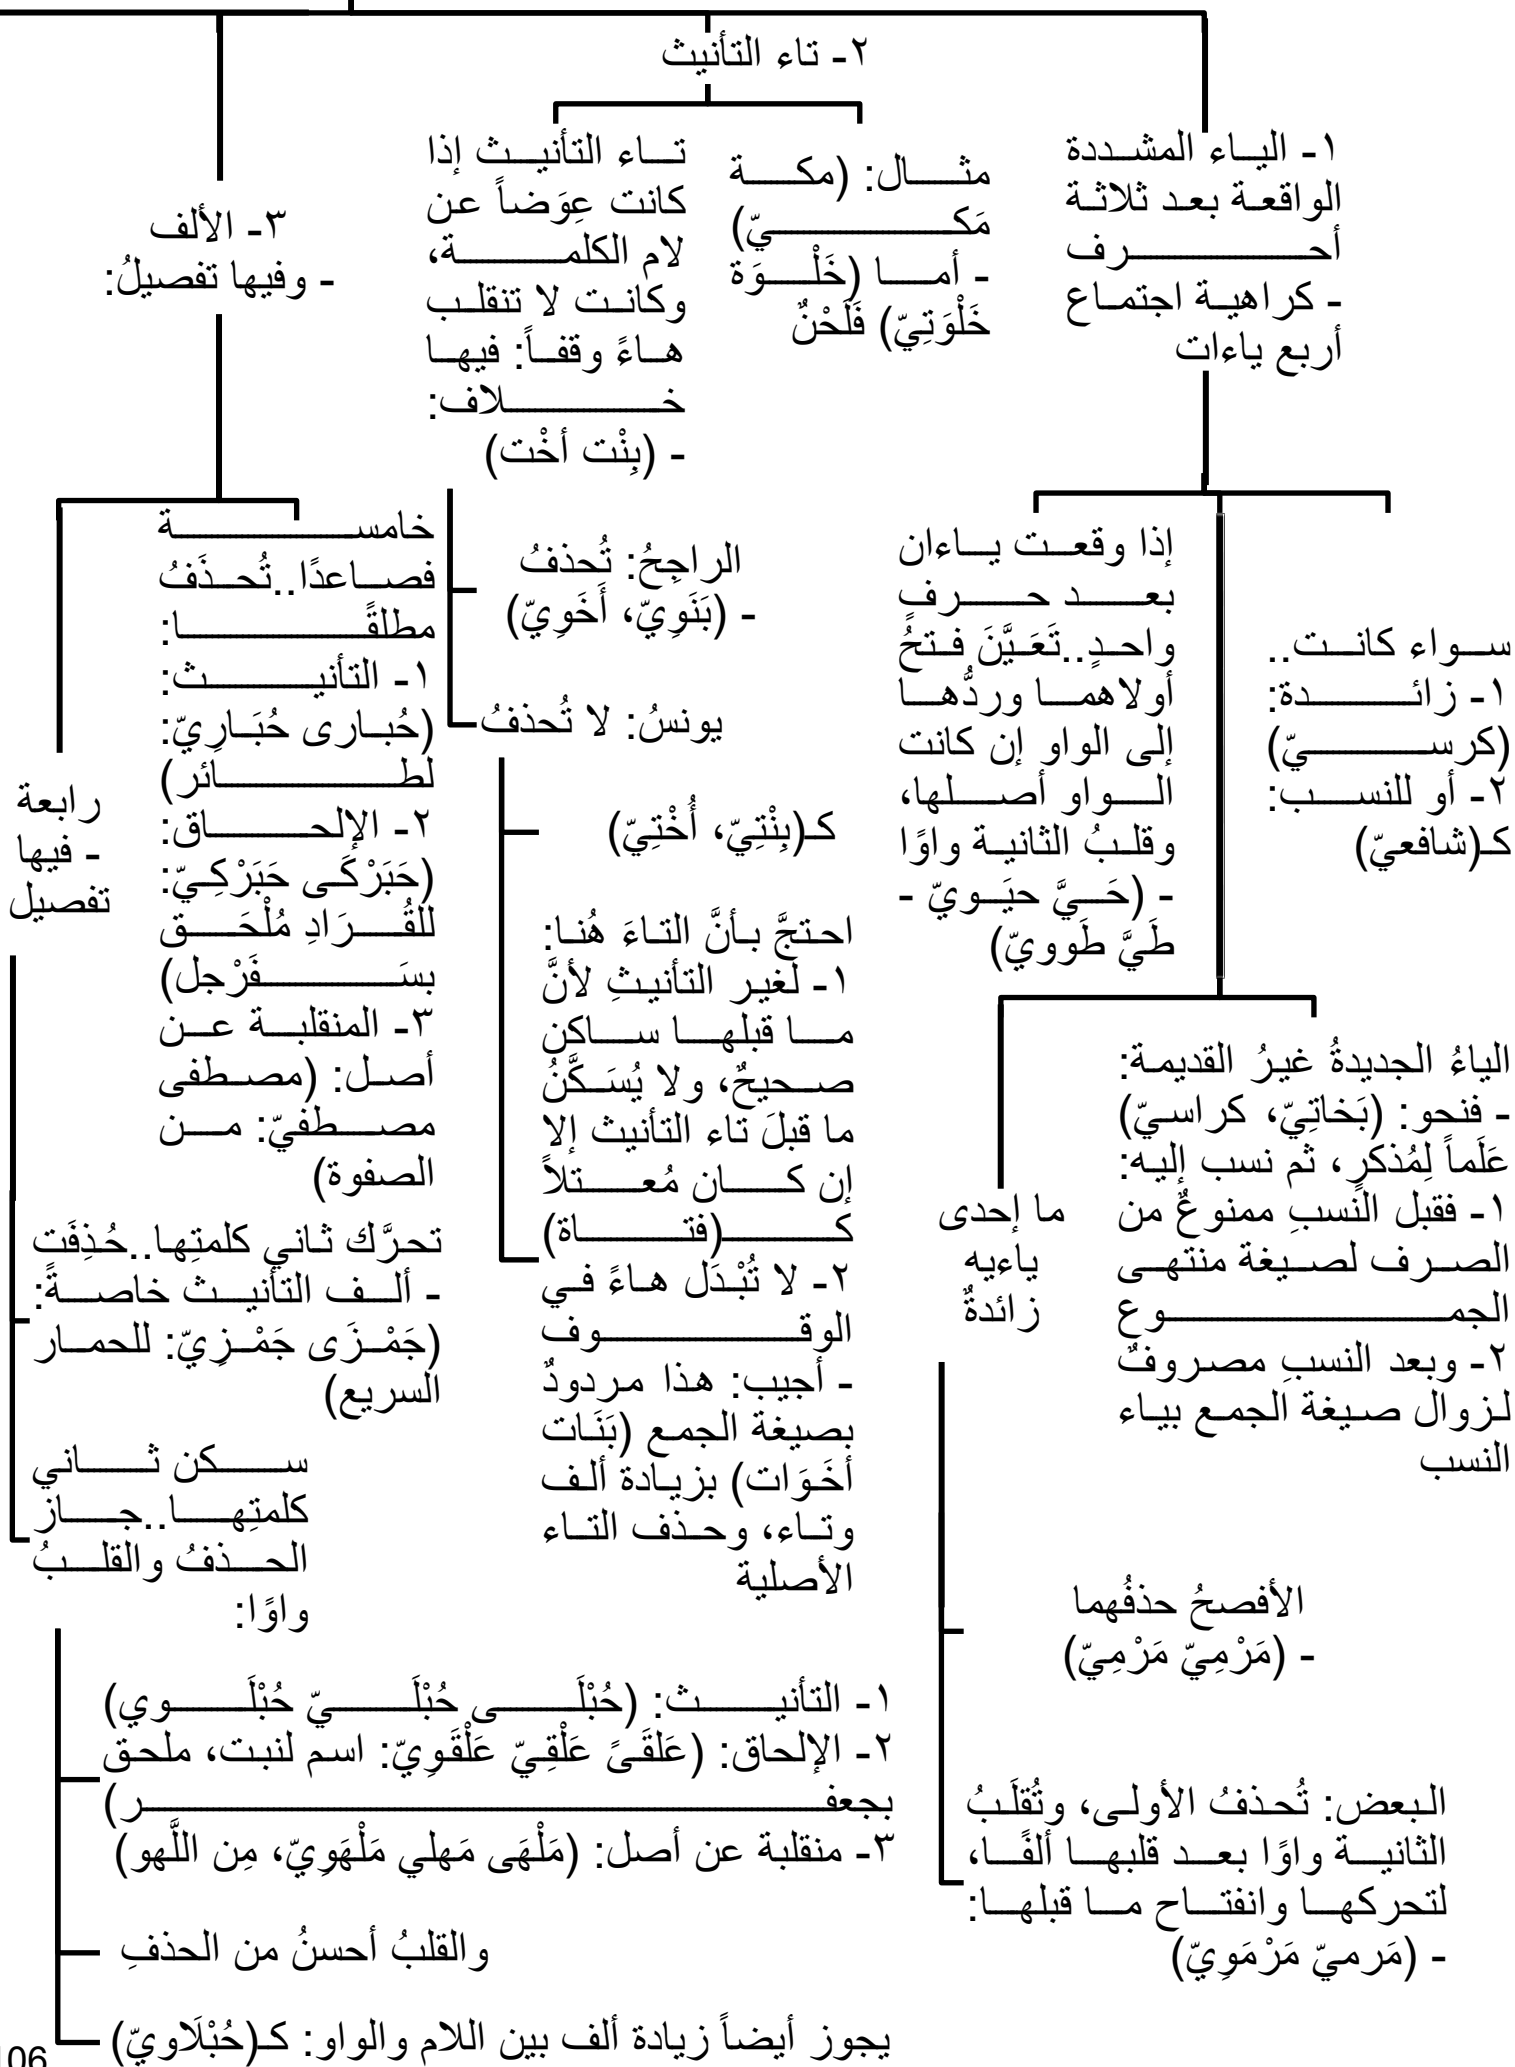 ١- الياء المشددة
الواقعة بعد ثلاثة
أحرف
- كراهية اجتماع
أربع ياءات
سواء كانت..
١- زائدة:
(كرسيّ)
٢- أو للنسب:
كـ(شافعيّ)
إذا وقعت ياءان
بعد حرفٍ
واحدٍ..تَعَيَّنَ فتحُ
أولاهما وردُّها
إلى الواو إن كانت
الواو أصلها،
وقلبُ الثانية واوًا
- (حَيَّ حيَويّ -
طَيَّ طَوويّ)
الياءُ الجديدةُ غيرُ القديمة:
- فنحو: (بَخاتِيّ، كراسيّ)
عَلَماً لِمُذكرٍ، ثم نسب إليه:
١- فقبل النسبِ ممنوعٌ من
الصرف لصيغة منتهى
الجموع
٢- وبعد النسبِ مصروفٌ
لزوال صيغة الجمع بياء
النسب
ما إحدى
ياءيه
زائدةٌ
الأفصحُ حذفُهما
- (مَرْمِيّ مَرْمِيّ)
البعض: تُحذفُ الأولى، وتُقلَبُ
الثانية واوًا بعد قلبها ألفًا،
لتحركها وانفتاح ما قبلها:
- (مَرميّ مَرْمَوِيّ)
٢- تاء التأنيث
مثال: (مكة
مَكيّ)
- أما (خَلْوَة
خَلْوَتِيّ) فَلَحْنٌ
تاء التأنيث إذا
كانت عِوَضاً عن
لام الكلمة،
وكانت لا تنقلب
هاءً وقفاً: فيها
خلاف:
- (بِنْت أخْت)
الراجِحُ: تُحذفُ
- (بَنَوِيّ، أَخَوِيّ)
يونسُ: لا تُحذفُ
كـ(بِنْتِيّ، أُخْتِيّ)
احتجَّ بأنَّ التاءَ هُنا:
١- لغير التأنيثِ لأنَّ
ما قبلها ساكن
صحيحٌ، ولا يُسَكَّنُ
ما قبلَ تاء التأنيث إلا
إن كان مُعتلاً
كـ(فتاة)
٢- لا تُبْدَل هاءً في
الوقوف
- أجيب: هذا مردودٌ
بصيغة الجمع (بَنَات
أخَوَات) بزيادة ألف
وتاء، وحذف التاء
الأصلية
٣- الألف
- وفيها تفصيلُ:
خامسة
فصاعدًا..تُحذَفُ
مطلقًا:
١- التأنيث:
(حُبارى حُبَارِيّ:
لطائر)
٢- الإلحاق:
(حَبَرْكَى حَبَرْكِيّ:
للقُرَادِ مُلْحَق
بسَفَرْجل)
٣- المنقلبة عن
أصل: (مصطفى
مصطفيّ: من
الصفوة)
رابعة
- فيها
تفصيل
تحرَّك ثاني كلمتِها..حُذِفَت
- ألف التأنيث خاصةً:
(جَمْزَى جَمْزِيّ: للحمار
السريع)
سكن ثاني
كلمتِها..جاز
الحذفُ والقلبُ
واوًا:
١- التأنيث: (حُبْلَى حُبْلَيّ حُبْلَوي)
٢- الإلحاق: (عَلقَىً عَلْقِيّ عَلْقَوِيّ: اسم لنبت، ملحق
بجعفر)
٣- منقلبة عن أصل: (مَلْهَى مَهلي مَلْهَوِيّ، مِن اللَّهو)
والقلبُ أحسنُ من الحذفِ
يجوز أيضاً زيادة ألف بين اللام والواو: كـ(حُبْلَاويّ)
106